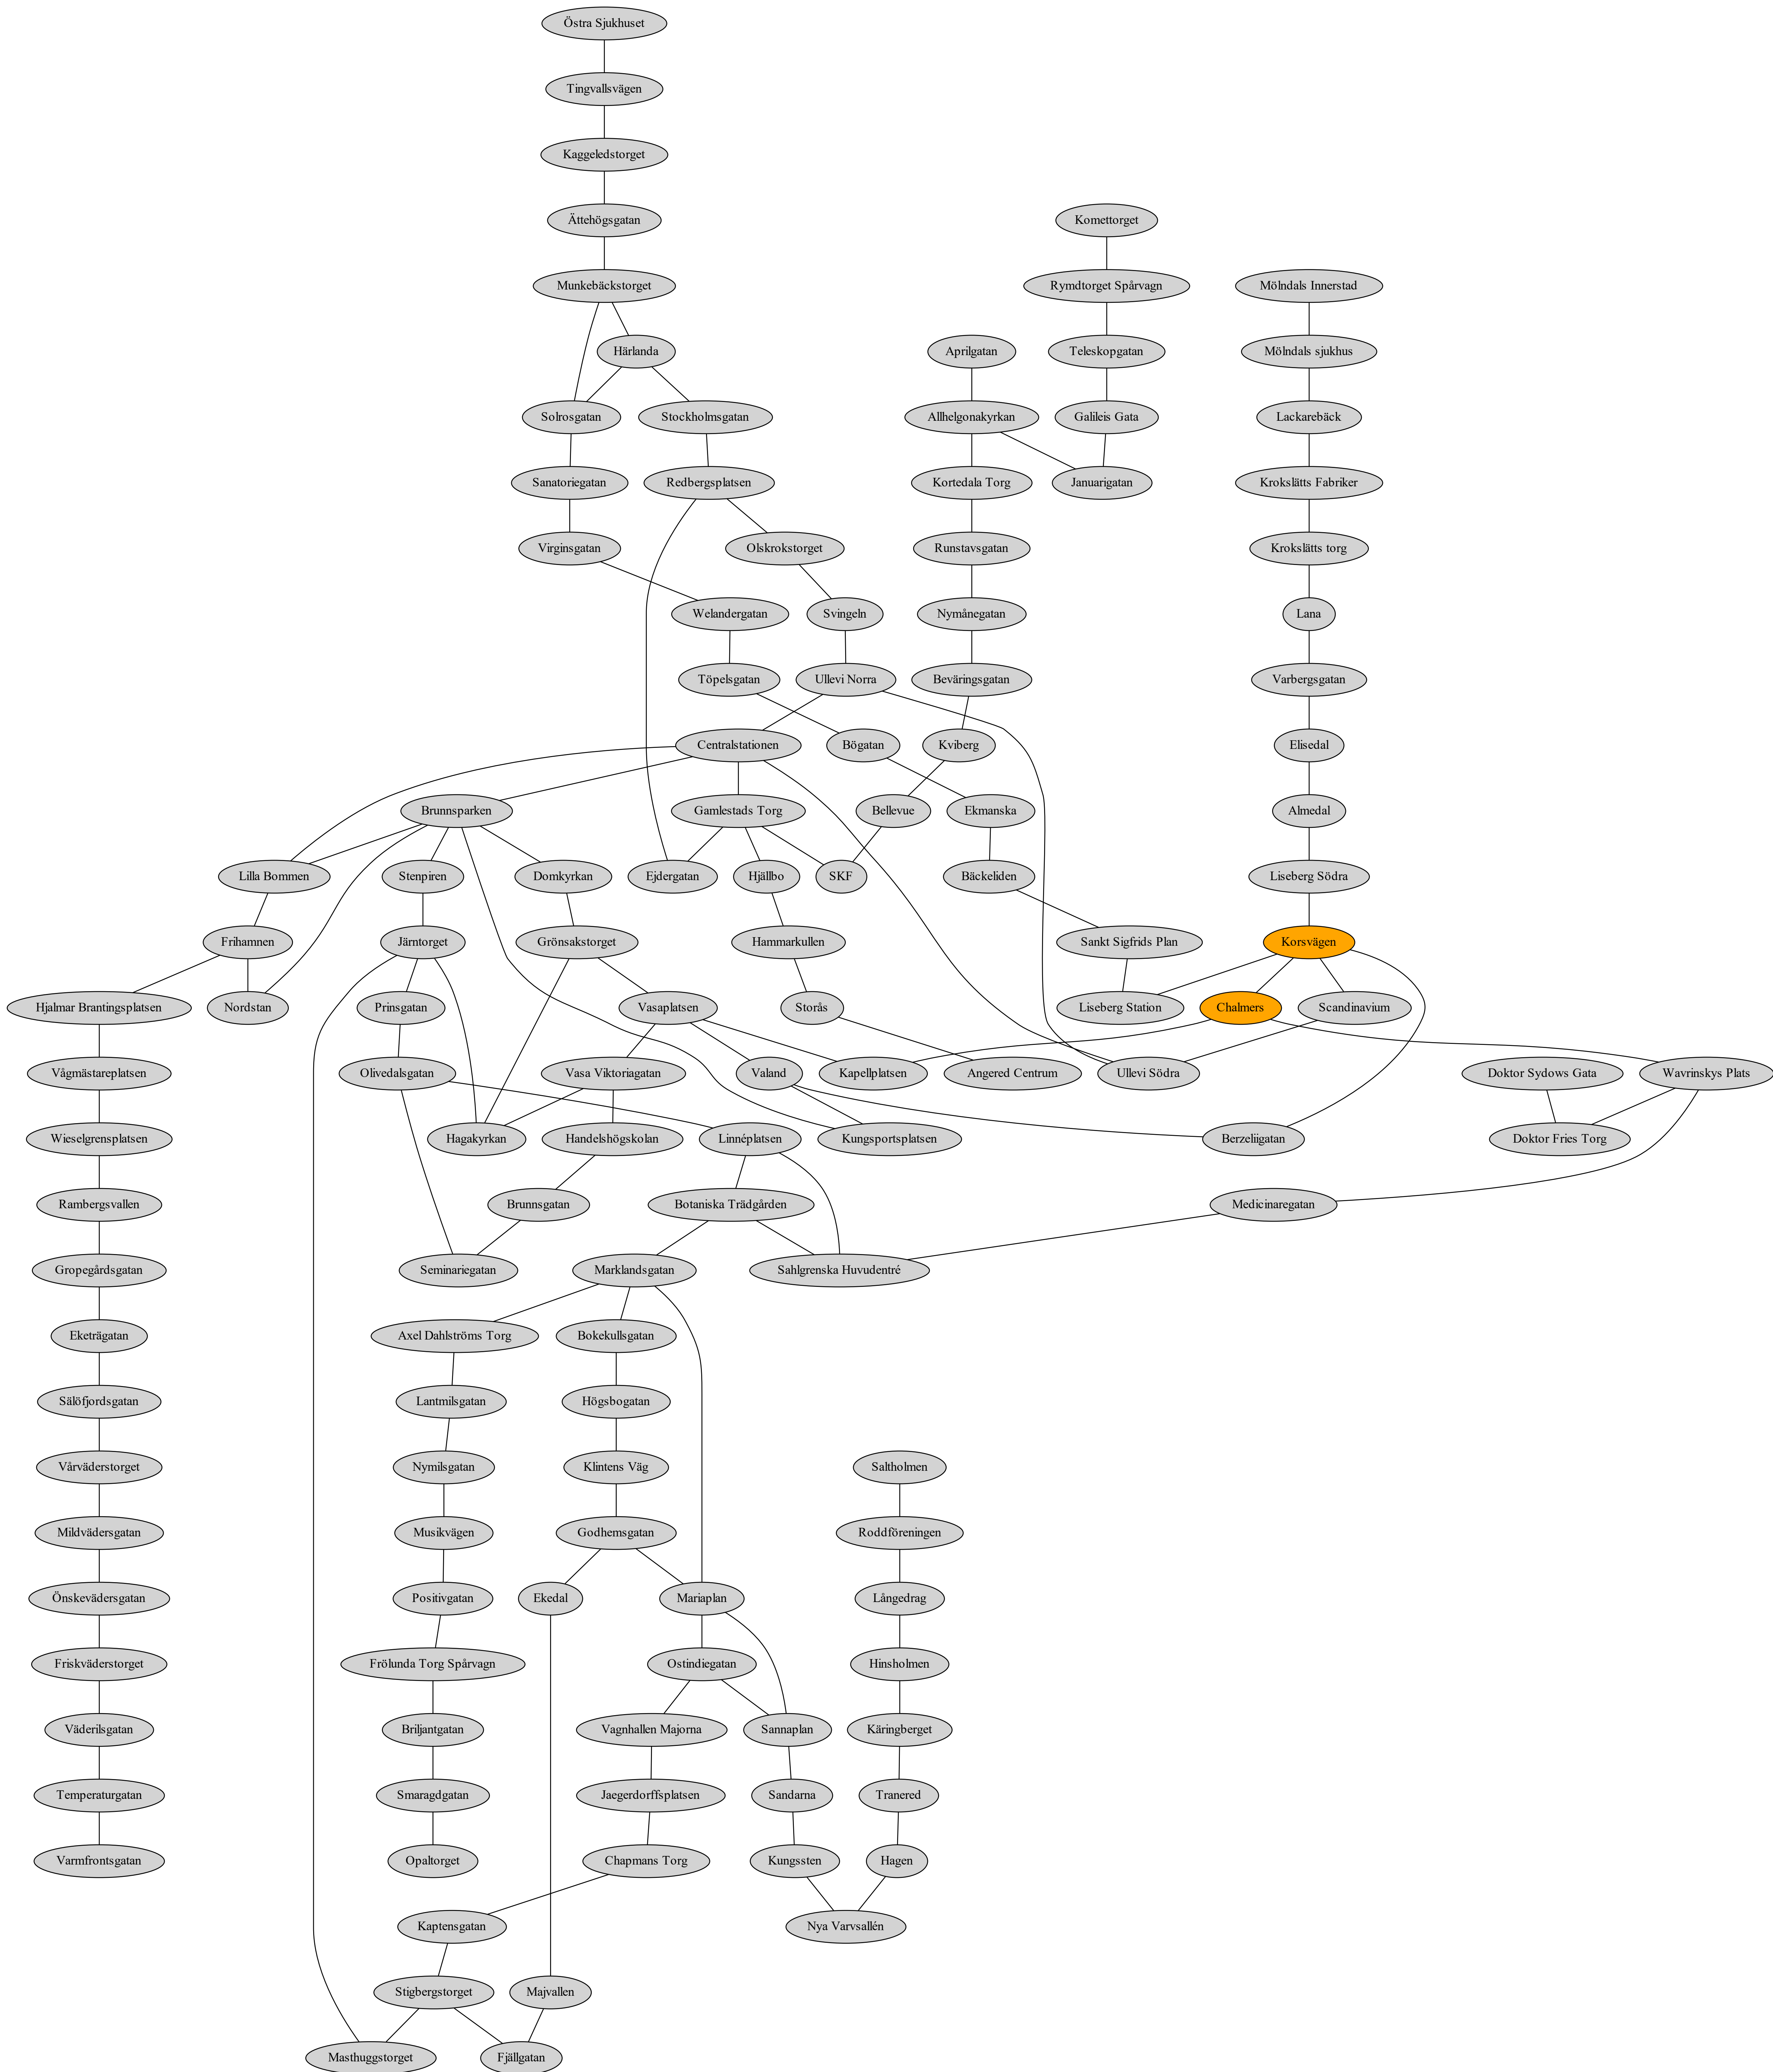 Östra Sjukhuset
Tingvallsvägen
Kaggeledstorget
Ättehögsgatan
Komettorget
Munkebäckstorget
Rymdtorget Spårvagn
Mölndals Innerstad
Härlanda
Aprilgatan
Teleskopgatan
Mölndals sjukhus
Solrosgatan
Stockholmsgatan
Allhelgonakyrkan
Galileis Gata
Lackarebäck
Sanatoriegatan
Redbergsplatsen
Kortedala Torg
Januarigatan
Krokslätts Fabriker
Virginsgatan
Olskrokstorget
Runstavsgatan
Krokslätts torg
Welandergatan
Svingeln
Nymånegatan
Lana
Töpelsgatan
Ullevi Norra
Beväringsgatan
Varbergsgatan
Centralstationen
Bögatan
Kviberg
Elisedal
Brunnsparken
Gamlestads Torg
Bellevue
Ekmanska
Almedal
Lilla Bommen
Stenpiren
Domkyrkan
Ejdergatan
Hjällbo
SKF
Bäckeliden
Liseberg Södra
Frihamnen
Järntorget
Grönsakstorget
Hammarkullen
Sankt Sigfrids Plan
Korsvägen
Hjalmar Brantingsplatsen
Nordstan
Prinsgatan
Vasaplatsen
Storås
Liseberg Station
Chalmers
Scandinavium
Vågmästareplatsen
Olivedalsgatan
Vasa Viktoriagatan
Valand
Kapellplatsen
Angered Centrum
Ullevi Södra
Doktor Sydows Gata
Wavrinskys Plats
Wieselgrensplatsen
Hagakyrkan
Handelshögskolan
Linnéplatsen
Kungsportsplatsen
Berzeliigatan
Doktor Fries Torg
Rambergsvallen
Brunnsgatan
Botaniska Trädgården
Medicinaregatan
Gropegårdsgatan
Seminariegatan
Marklandsgatan
Sahlgrenska Huvudentré
Eketrägatan
Axel Dahlströms Torg
Bokekullsgatan
Sälöfjordsgatan
Lantmilsgatan
Högsbogatan
Vårväderstorget
Nymilsgatan
Klintens Väg
Saltholmen
Mildvädersgatan
Musikvägen
Godhemsgatan
Roddföreningen
Önskevädersgatan
Positivgatan
Ekedal
Mariaplan
Långedrag
Friskväderstorget
Frölunda Torg Spårvagn
Ostindiegatan
Hinsholmen
Väderilsgatan
Briljantgatan
Vagnhallen Majorna
Sannaplan
Käringberget
Temperaturgatan
Smaragdgatan
Jaegerdorffsplatsen
Sandarna
Tranered
Varmfrontsgatan
Opaltorget
Chapmans Torg
Kungssten
Hagen
Kaptensgatan
Nya Varvsallén
Stigbergstorget
Majvallen
Masthuggstorget
Fjällgatan